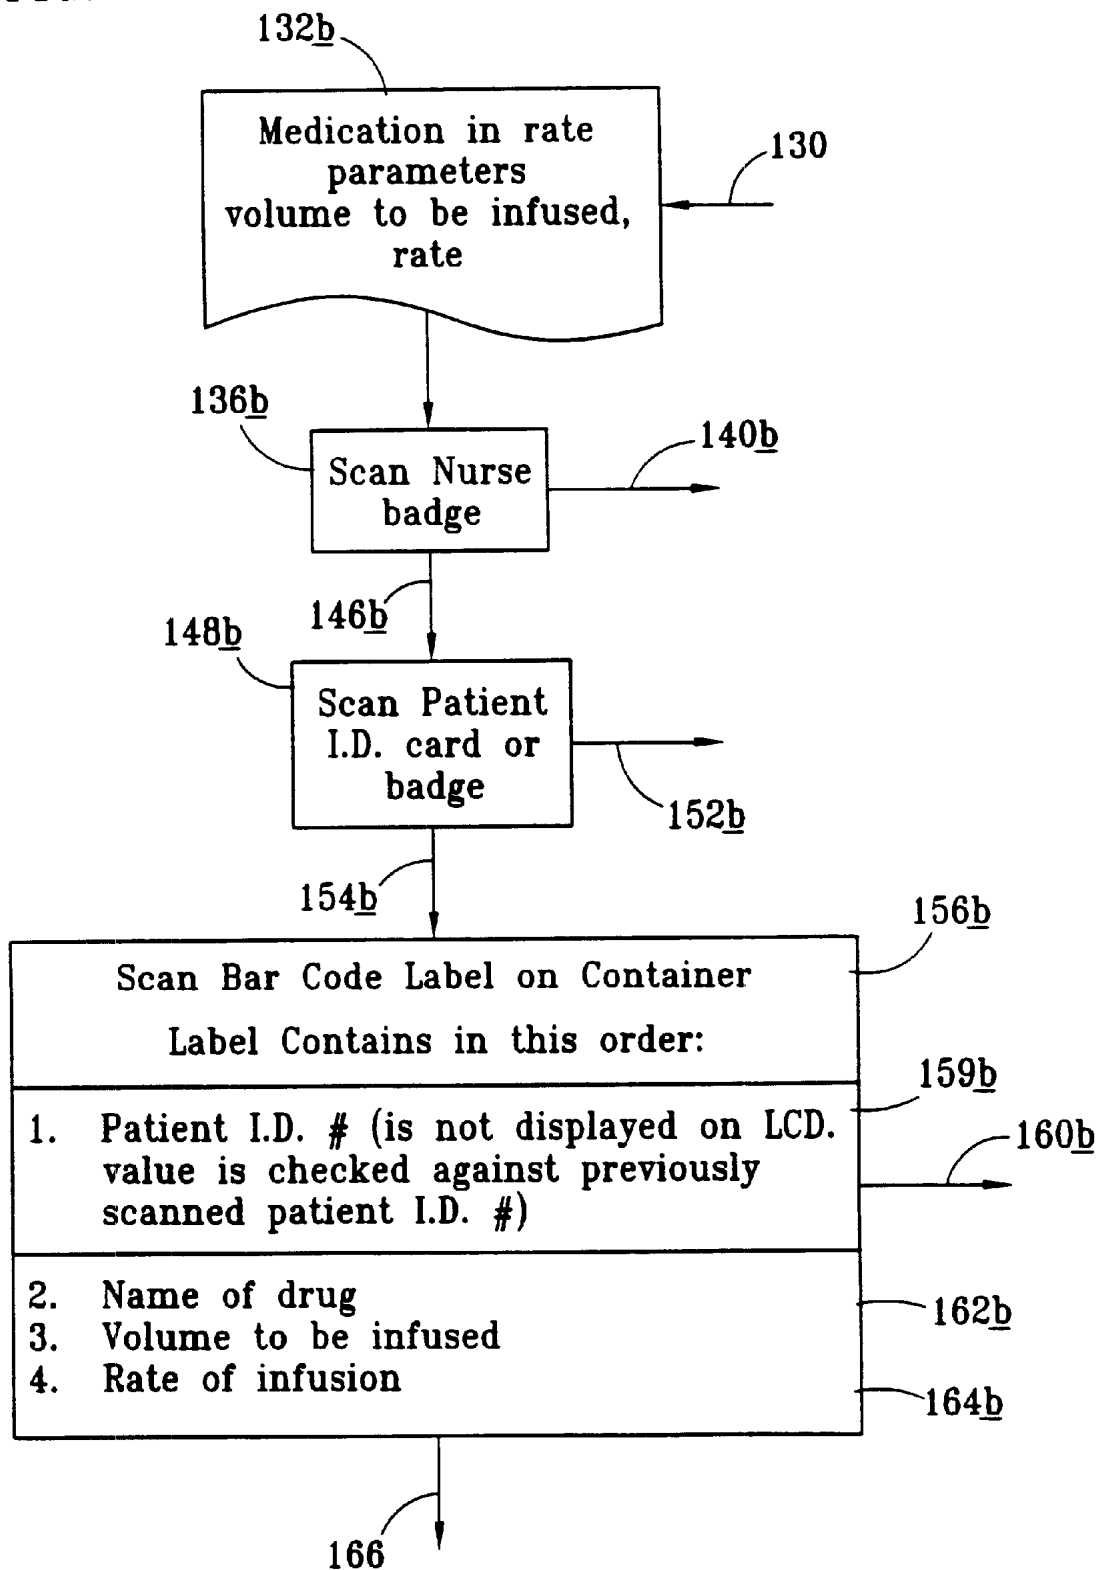 132b
Medication in rate
parameters
volume to be infused,
rate
130
136b
Scan Nurse
badge
140b
146b
148b
Scan Patient
I.D. card or
badge
152b
154b
156b
Scan Bar Code Label on Container
Label Contains in this order:
159b
1. Patient I.D. # (is not displayed on LCD.
value is checked against previously
scanned patient I.D. #)
160b
2. Name of drug
3. Volume to be infused
4. Rate of infusion
162b
164b
166